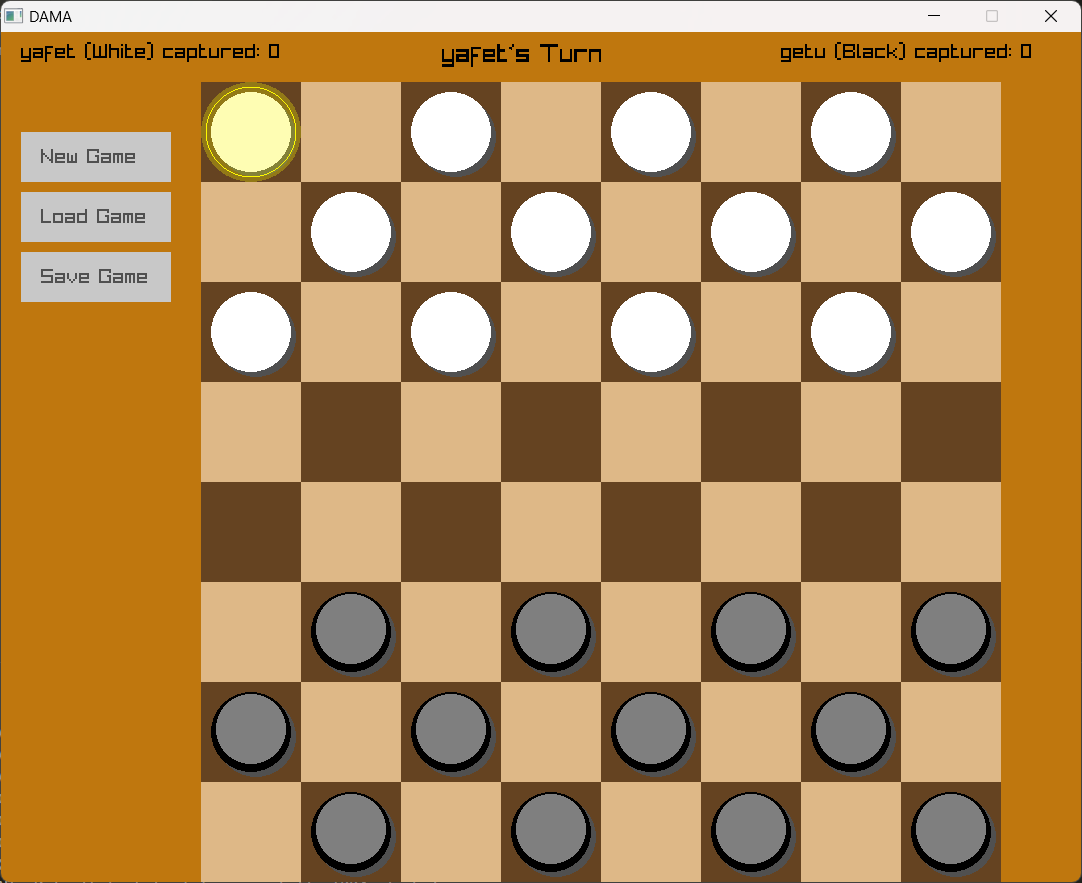 DAMA
yafet (White) captured: 0
yafet's Turn
getu (Black) captured: 0
New Game
Load Game
Save Game